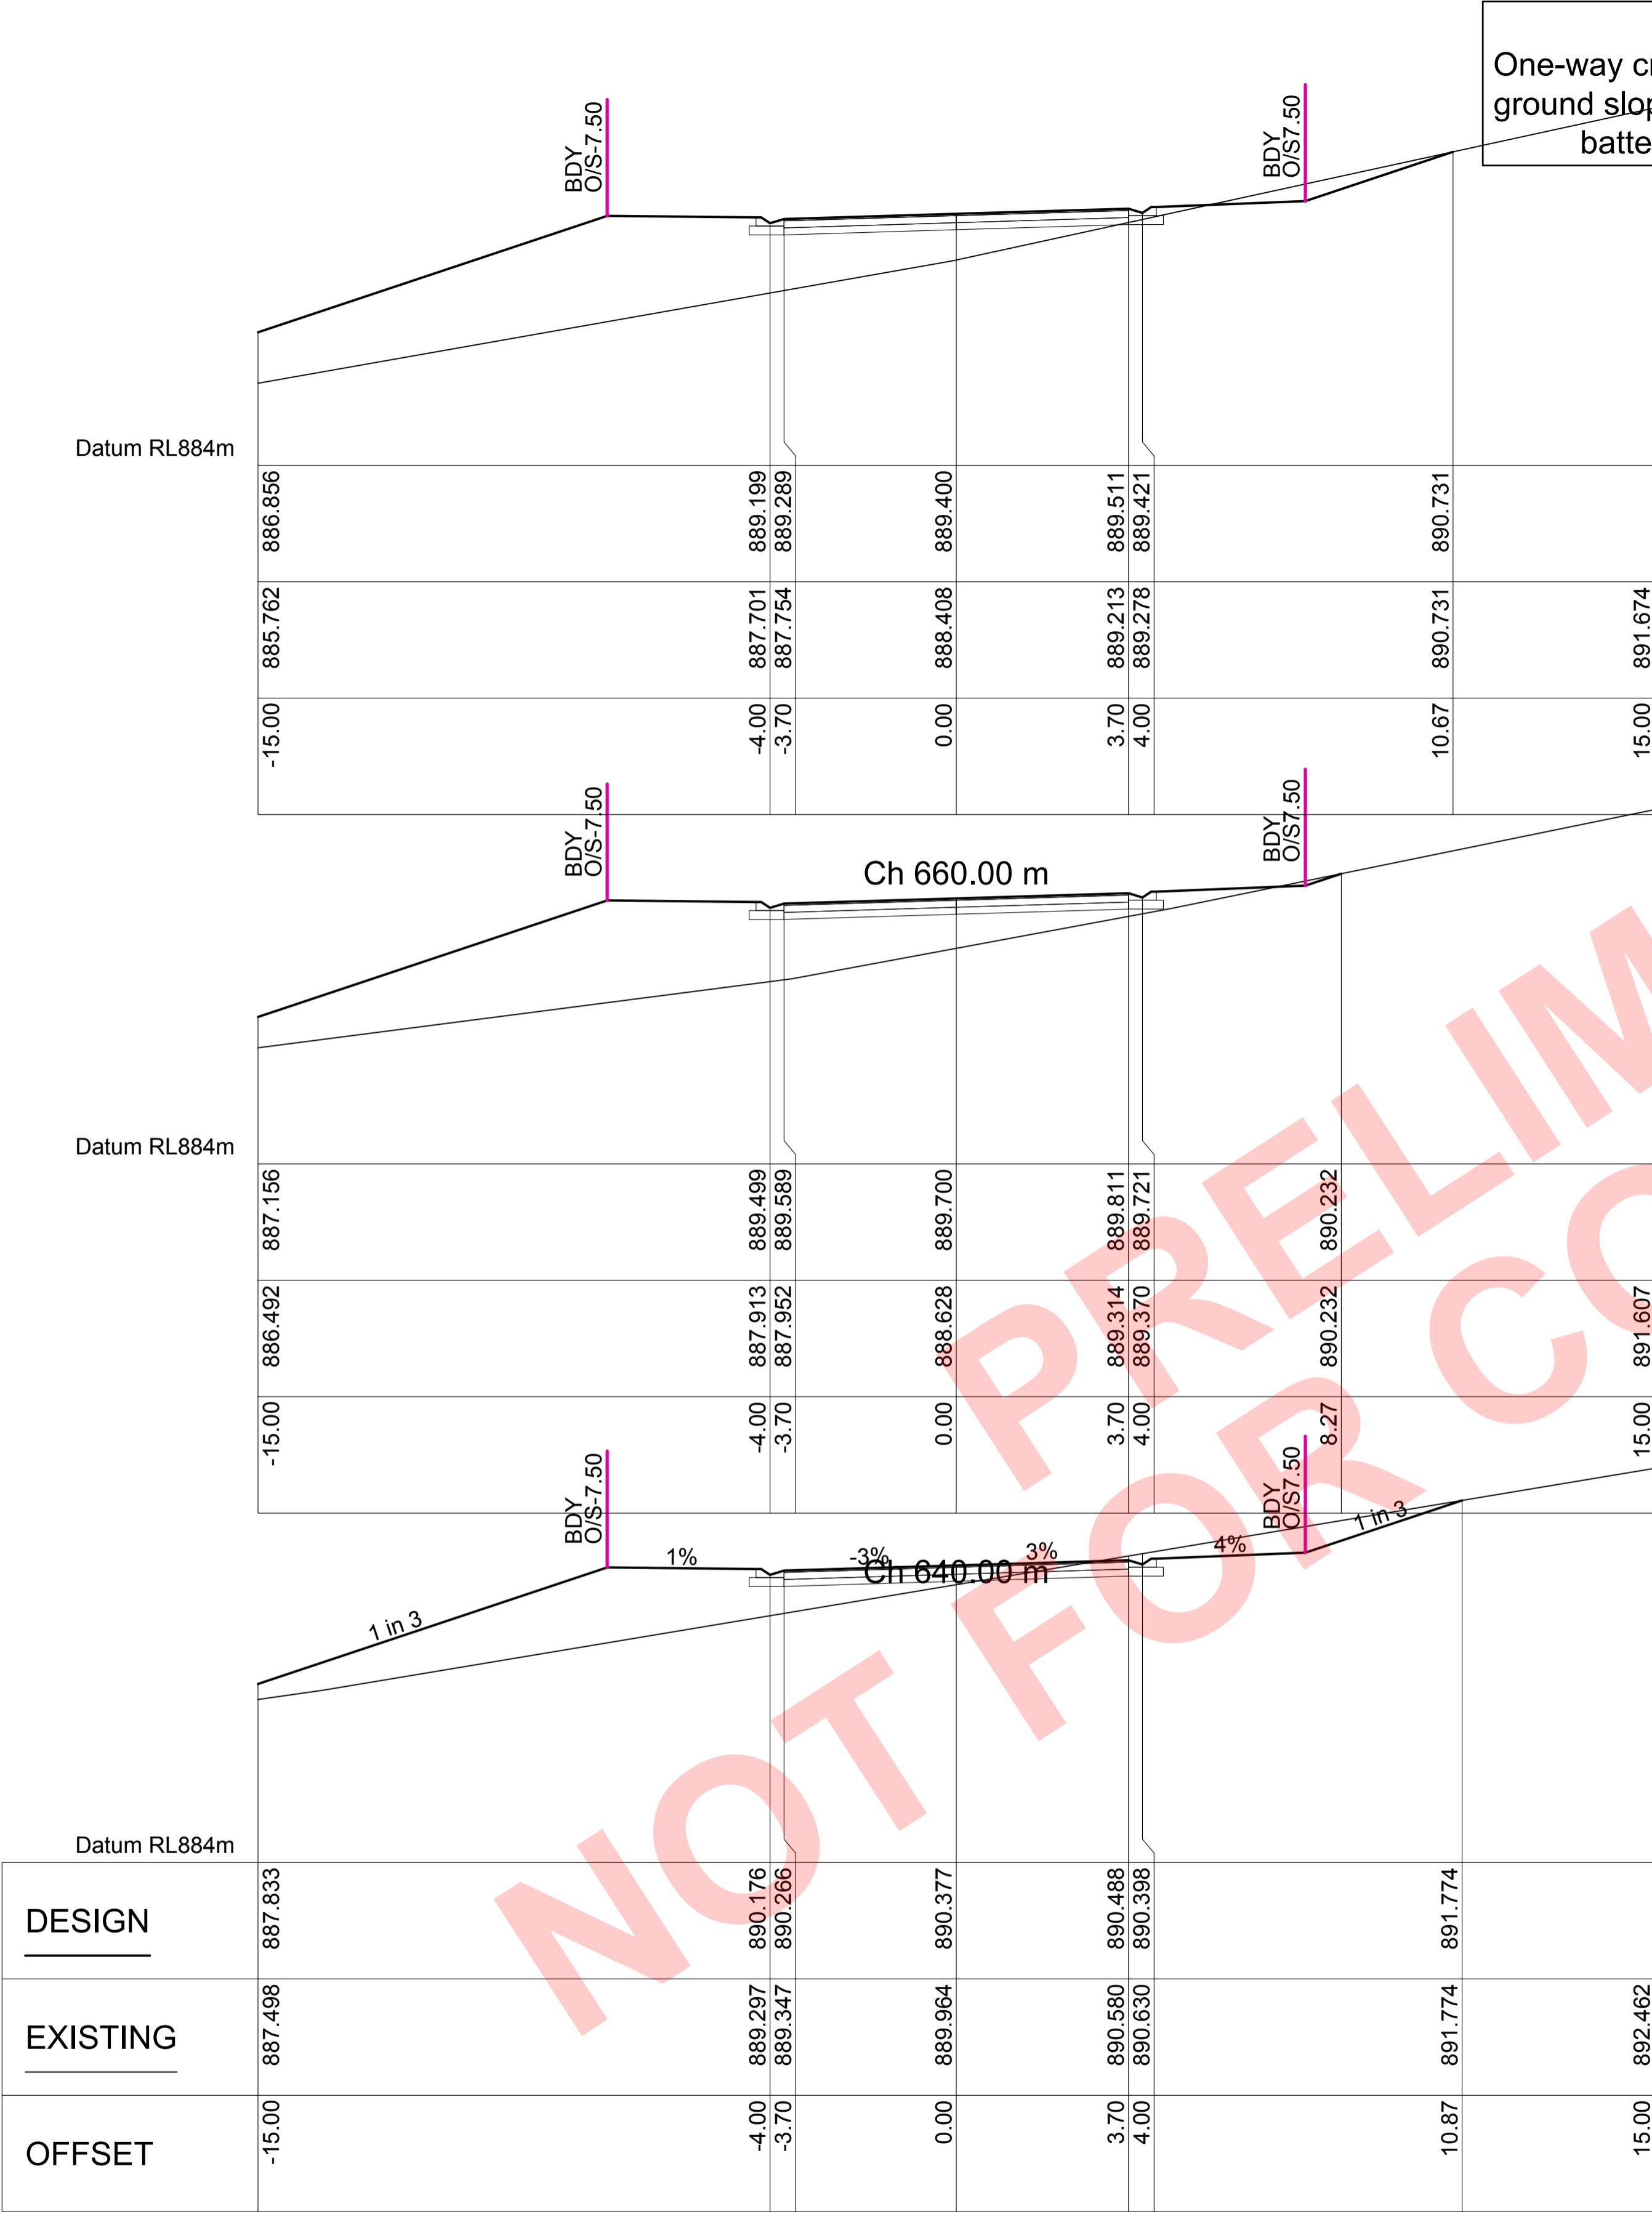 One-way c
ground slop
batte
BDY
O/S-7.50
BDY
O/S7.50
Datum RL884m
886.856
889.199
889.289
889.400
889.511
889.421
890.731
885.762
887.701
887.754
888.408
889.213
889.278
890.731
891.674
-15.00
-4.00
-3.70
0.00
3.70
4.00
10.67
15.00
BDY
O/S-7.50
BDY
O/S7.50
Ch 660.00 m
Datum RL884m
887.156
889.499
889.589
889.700
889.811
889.721
890.232
886.492
887.913
887.952
888.628
889.314
889.370
890.232
891.607
-15.00
-4.00
-3.70
0.00
3.70
4.00
8.27
15.00
BDY
O/S-7.50
BDY
O/S7.50
1 in 3
1%
-3%
3%
4%
1 in 3
Ch 640.00 m
Datum RL884m
DESIGN
887.833
890.176
890.266
890.377
890.488
890.398
891.774
EXISTING
887.498
889.297
889.347
889.964
890.580
890.630
891.774
892.462
OFFSET
-15.00
-4.00
-3.70
0.00
3.70
4.00
10.87
15.00
PRELIM
NOT FOR CO